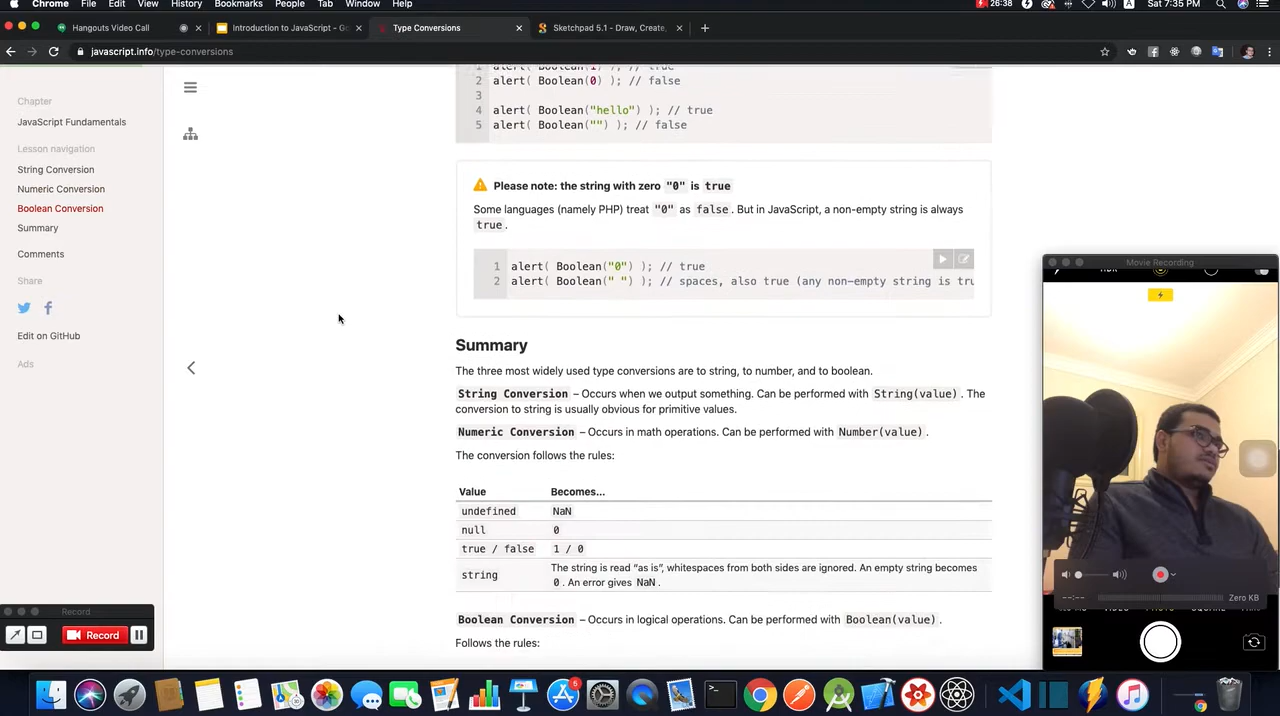 Chrome File Edit View History Bookmarks People Tab Window Help
26:38 Sat 7:35 PM
Hangouts Video Call
Introduction to JavaScript – G
Type Conversions
Sketchpad 5.1 - Draw, Create,
javascript.info/type-conversions
Chapter
JavaScript Fundamentals
Lesson navigation
String Conversion
Numeric Conversion
Boolean Conversion
Summary
Comments
Share
Edit on GitHub
Ads
1 alert( Boolean(1) ); // true
2 alert( Boolean(0) ); // false
3
4 alert( Boolean("hello") ); // true
5 alert( Boolean("") ); // false
Please note: the string with zero "0" is true
Some languages (namely PHP) treat "0" as false. But in JavaScript, a non-empty string is always
true.
1 alert( Boolean("0") ); // true
2 alert( Boolean(" ") ); // spaces, also true (any non-empty string is tru
Summary
The three most widely used type conversions are to string, to number, and to boolean.
String Conversion – Occurs when we output something. Can be performed with String(value). The
conversion to string is usually obvious for primitive values.
Numeric Conversion – Occurs in math operations. Can be performed with Number(value).
The conversion follows the rules:
Value Becomes...
undefined NaN
null 0
true / false 1 / 0
string The string is read “as is”, whitespaces from both sides are ignored. An empty string becomes
0. An error gives NaN.
Boolean Conversion – Occurs in logical operations. Can be performed with Boolean(value).
Follows the rules:
Movie Recording
--:-- Zero KB
Record
Record
5